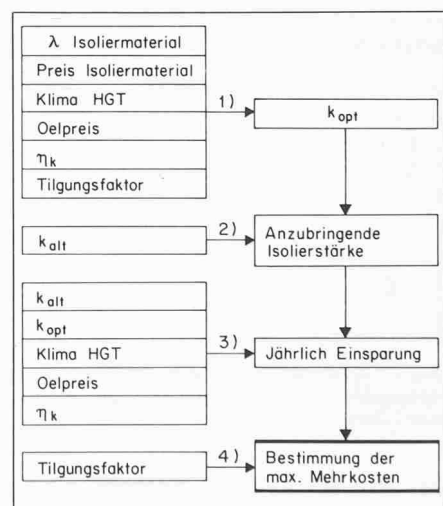 λ Isoliermaterial
Preis Isoliermaterial
Klima HGT
Oelpreis
ηk
Tilgungsfaktor
1)
kopt
kalt
2)
Anzubringende
Isolierstärke
kalt
kopt
Klima HGT
Oelpreis
ηk
3)
Jährlich Einsparung
Tilgungsfaktor
4)
Bestimmung der
max. Mehrkosten